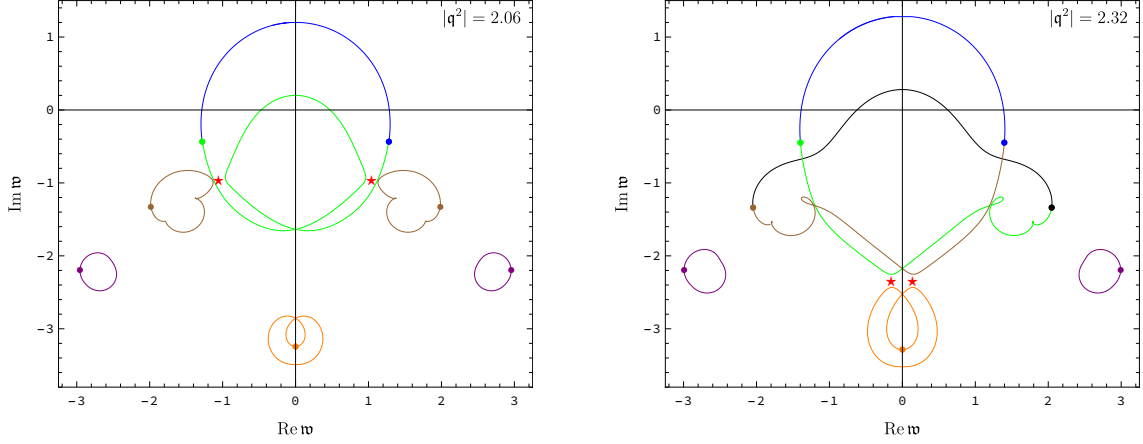 |𝔮²| = 2.06
1
0
−1
−2
−3
Im 𝔴
−3 −2 −1 0 1 2 3
Re 𝔴
|𝔮²| = 2.32
1
0
−1
−2
−3
Im 𝔴
−3 −2 −1 0 1 2 3
Re 𝔴